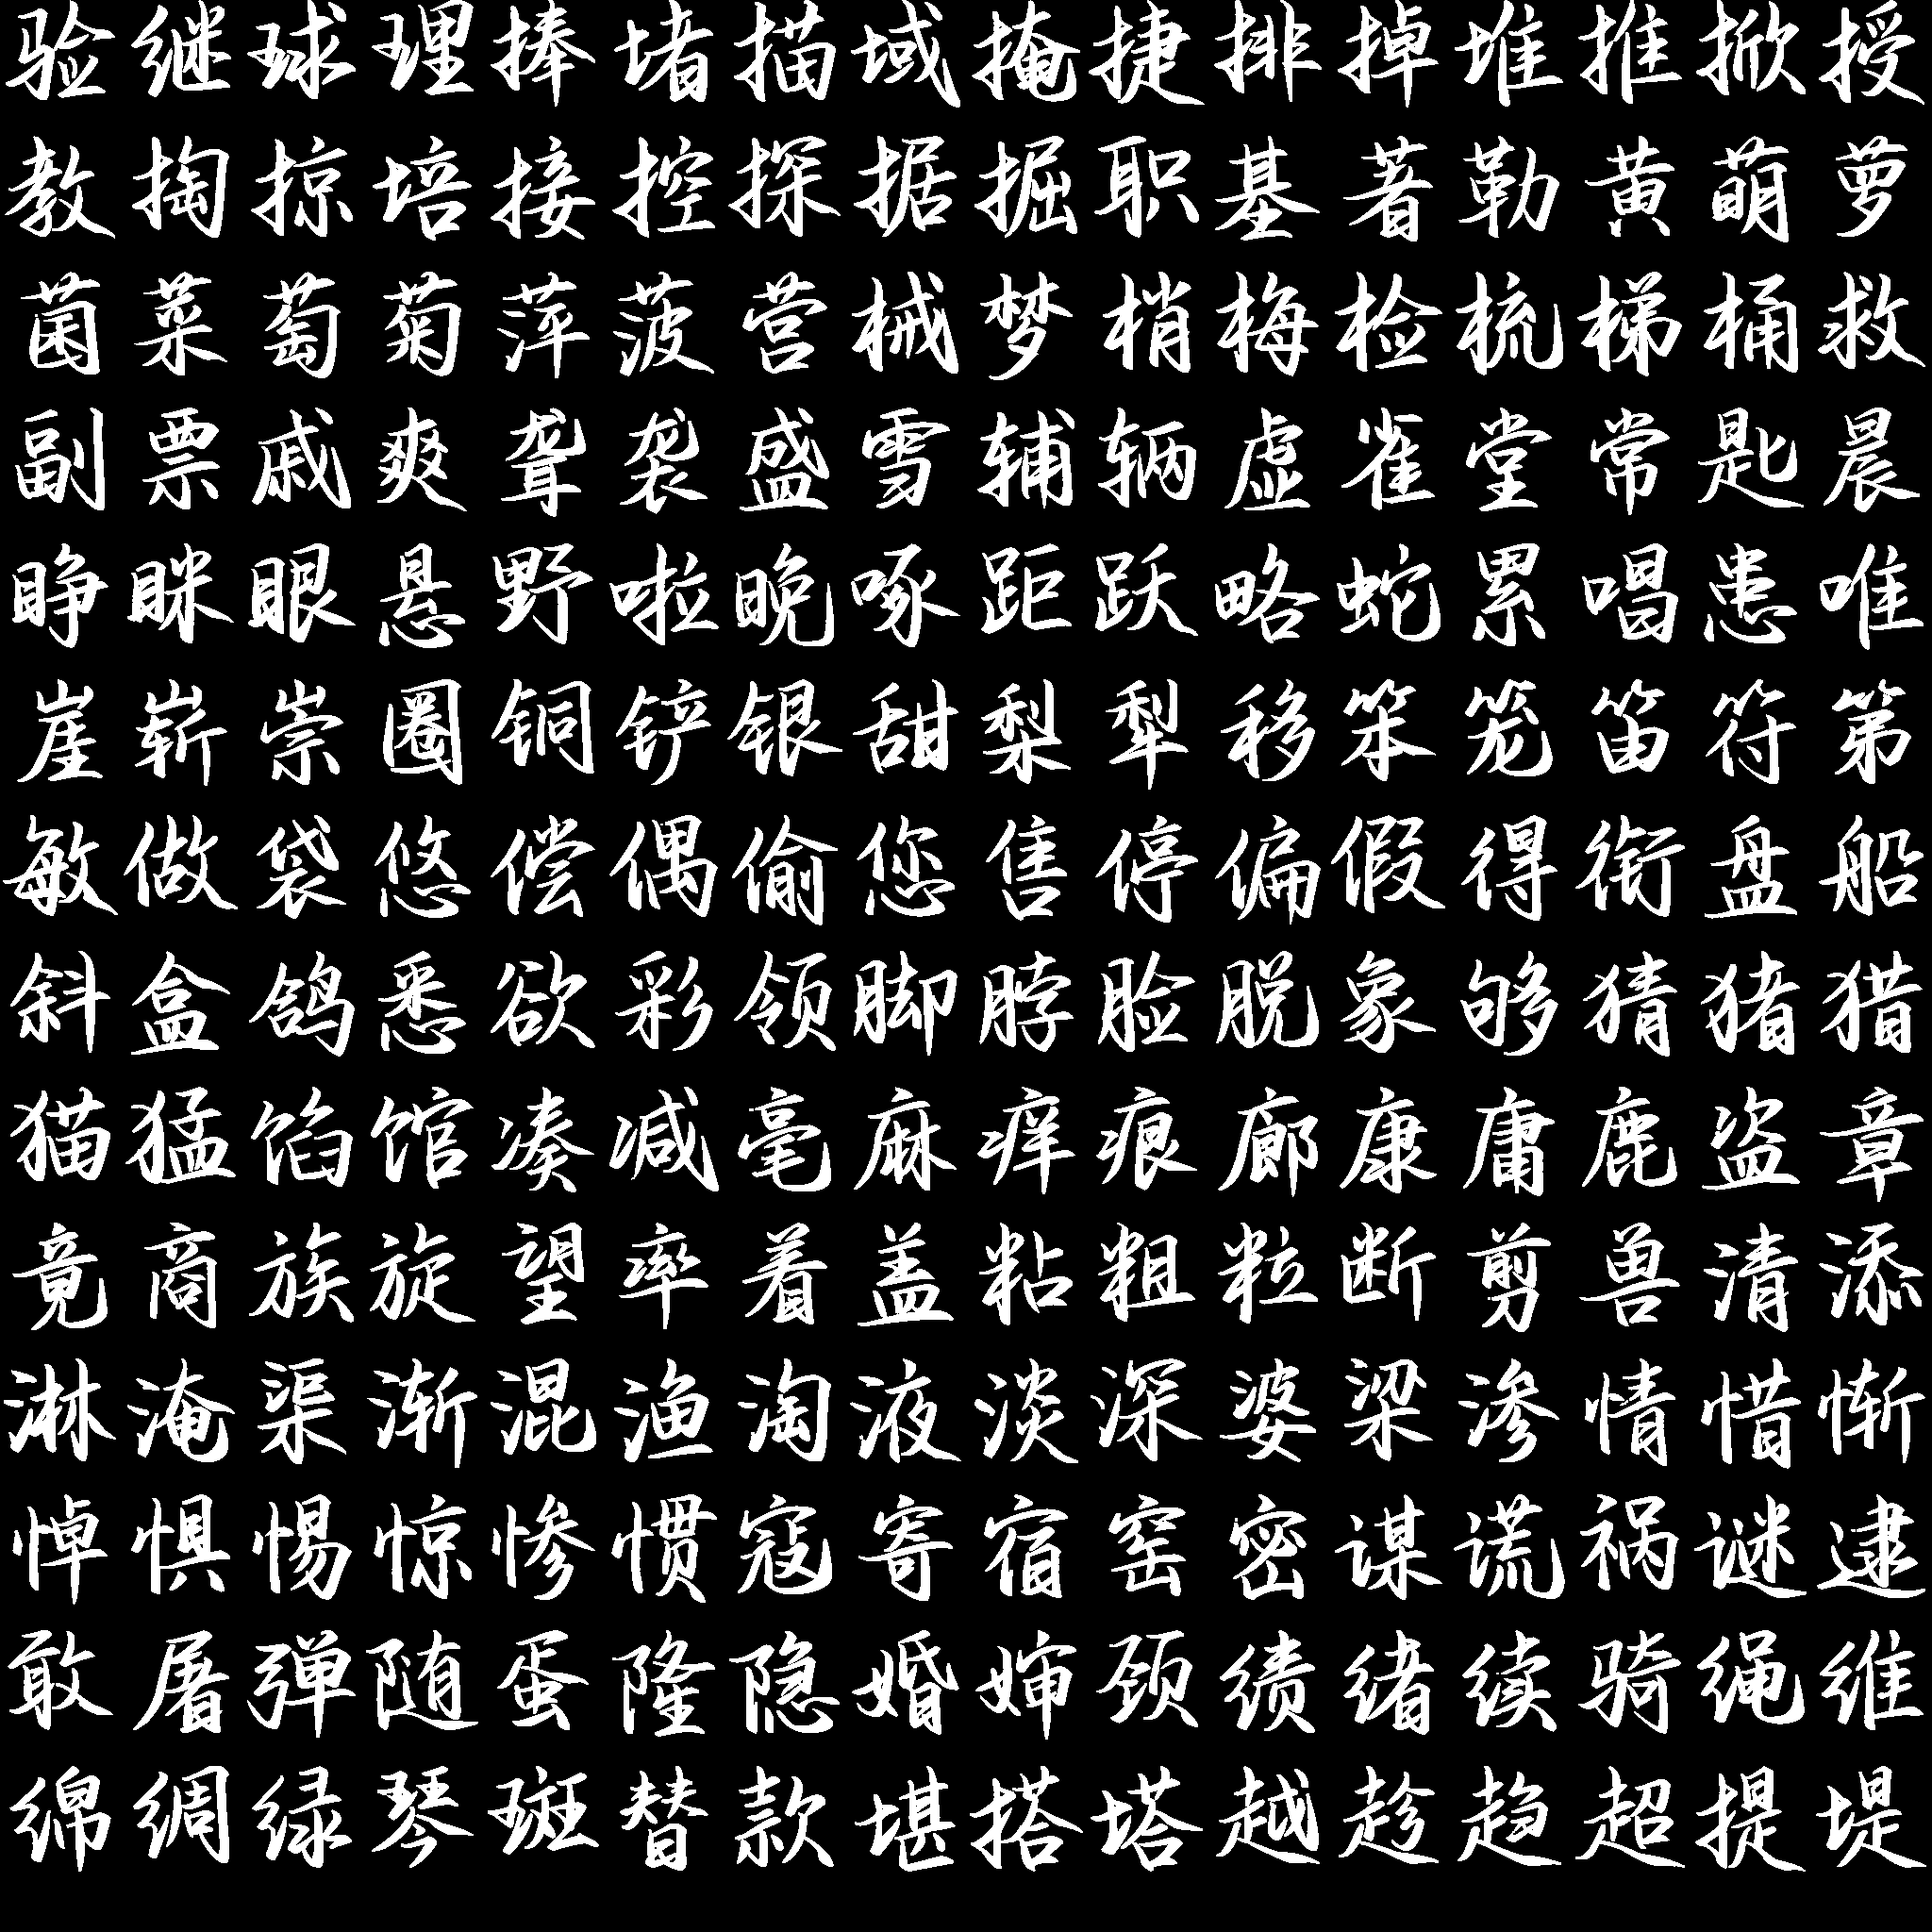 验继球理捧堵描域掩捷排掉堆推掀授
教掏掠培接控探据掘职基著勒黄萌萝
菌菜萄菊萍菠营械梦梢梅检梳梯桶救
副票戚爽聋袭盛雪辅辆虚雀堂常匙晨
睁眯眼悬野啦晚啄距跃略蛇累唱患唯
崖崭崇圈铜铲银甜梨犁移笨笼笛符第
敏做袋悠偿偶偷您售停偏假得衔盘船
斜盒鸽悉欲彩领脚脖脸脱象够猜猪猎
猫猛馅馆凑减毫麻痒痕廊康庸鹿盗章
竟商族旋望率着盖粘粗粒断剪兽清添
淋淹渠渐混渔淘液淡深婆梁渗情惜惭
悼惧惕惊惨惯寇寄宿窑密谋谎祸谜逮
敢屠弹随蛋隆隐婚婶颈绩绪续骑绳维
绵绸绿琴斑替款堪搭塔越趁趋超提堤